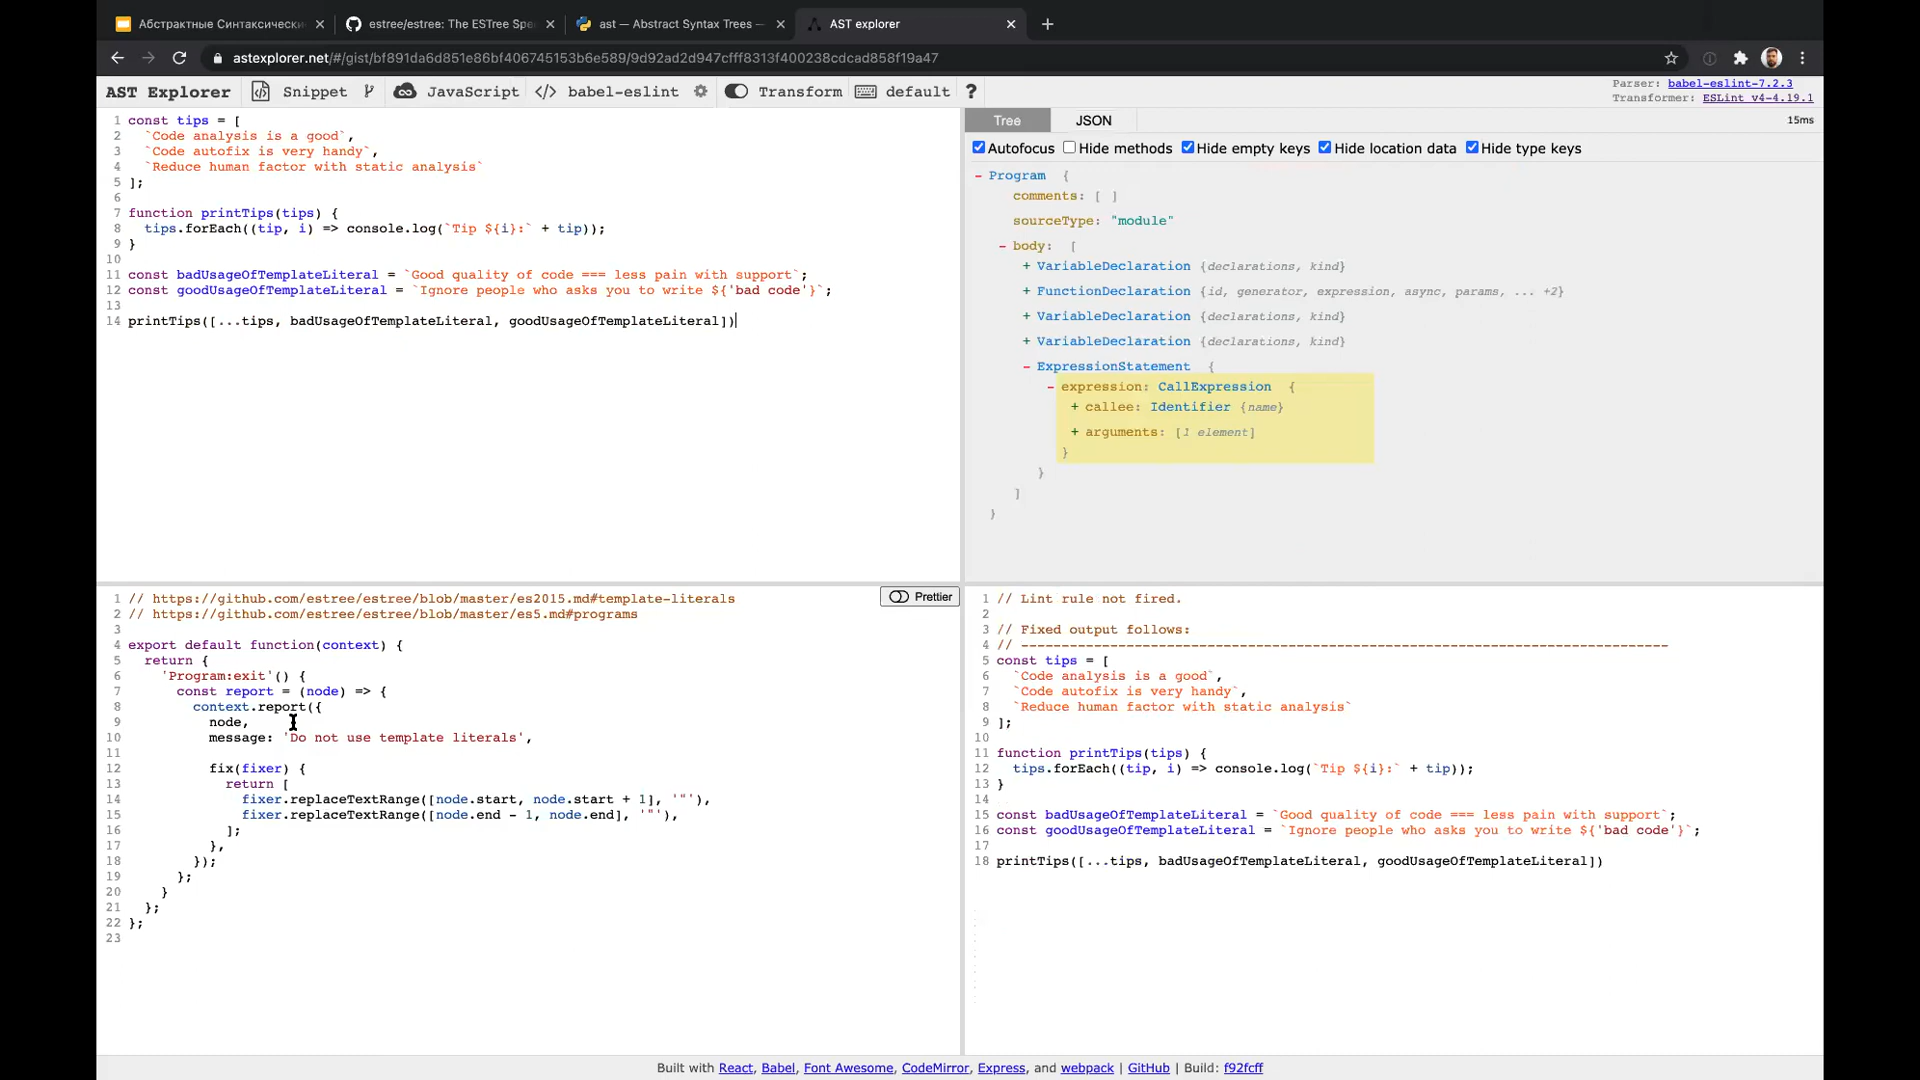 Абстрактные Синтаксически
estree/estree: The ESTree Spe
ast — Abstract Syntax Trees —
AST explorer
astexplorer.net/#/gist/bf891da6d851e86bf406745153b6e589/9d92ad2d947cfff8313f400238cdcad858f19a47
AST Explorer Snippet JavaScript </> babel-eslint Transform default ?
Parser: babel-eslint-7.2.3
Transformer: ESLint v4-4.19.1
1 const tips = [
2 `Code analysis is a good`,
3 `Code autofix is very handy`,
4 `Reduce human factor with static analysis`
5 ];
6
7 function printTips(tips) {
8 tips.forEach((tip, i) => console.log(`Tip ${i}:` + tip));
9 }
10
11 const badUsageOfTemplateLiteral = `Good quality of code === less pain with support`;
12 const goodUsageOfTemplateLiteral = `Ignore people who asks you to write ${'bad code'}`;
13
14 printTips([...tips, badUsageOfTemplateLiteral, goodUsageOfTemplateLiteral])
Tree JSON 15ms
Autofocus Hide methods Hide empty keys Hide location data Hide type keys
- Program {
comments: [ ]
sourceType: "module"
- body: [
+ VariableDeclaration {declarations, kind}
+ FunctionDeclaration {id, generator, expression, async, params, ... +2}
+ VariableDeclaration {declarations, kind}
+ VariableDeclaration {declarations, kind}
- ExpressionStatement {
- expression: CallExpression {
+ callee: Identifier {name}
+ arguments: [1 element]
}
}
]
}
Prettier
1 // https://github.com/estree/estree/blob/master/es2015.md#template-literals
2 // https://github.com/estree/estree/blob/master/es5.md#programs
3
4 export default function(context) {
5 return {
6 'Program:exit'() {
7 const report = (node) => {
8 context.report({
9 node,
10 message: 'Do not use template literals',
11
12 fix(fixer) {
13 return [
14 fixer.replaceTextRange([node.start, node.start + 1], '"'),
15 fixer.replaceTextRange([node.end - 1, node.end], '"'),
16 ];
17 },
18 });
19 };
20 }
21 };
22 };
23
1 // Lint rule not fired.
2
3 // Fixed output follows:
4 // --------------------------------------------------------------------------------
5 const tips = [
6 `Code analysis is a good`,
7 `Code autofix is very handy`,
8 `Reduce human factor with static analysis`
9 ];
10
11 function printTips(tips) {
12 tips.forEach((tip, i) => console.log(`Tip ${i}:` + tip));
13 }
14
15 const badUsageOfTemplateLiteral = `Good quality of code === less pain with support`;
16 const goodUsageOfTemplateLiteral = `Ignore people who asks you to write ${'bad code'}`;
17
18 printTips([...tips, badUsageOfTemplateLiteral, goodUsageOfTemplateLiteral])
Built with React, Babel, Font Awesome, CodeMirror, Express, and webpack | GitHub | Build: f92fcff